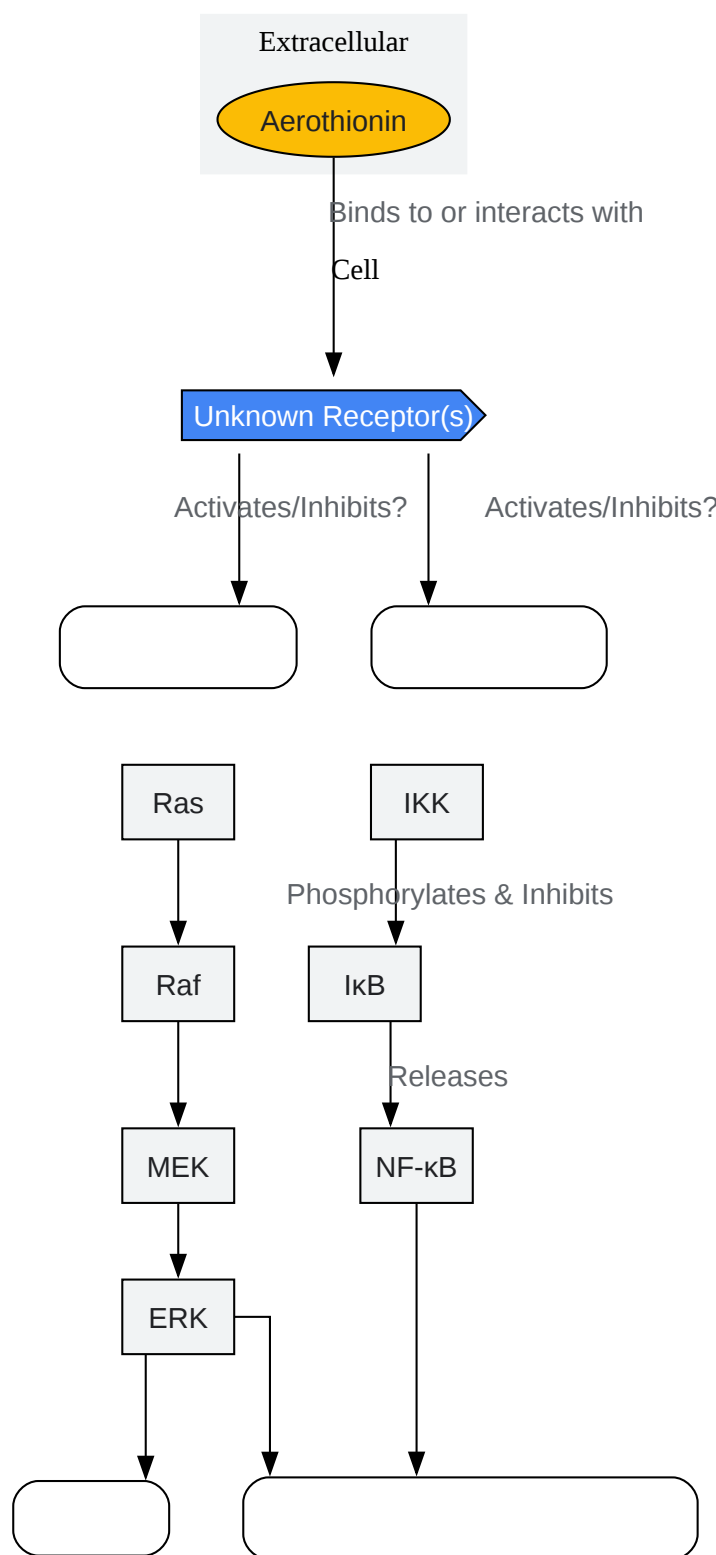 Extracellular
Aerothionin
Binds to or interacts with
Cell
Unknown Receptor(s)
Activates/Inhibits?
Activates/Inhibits?
Ras
IKK
Phosphorylates & Inhibits
Raf
IκB
Releases
MEK
NF-κB
ERK